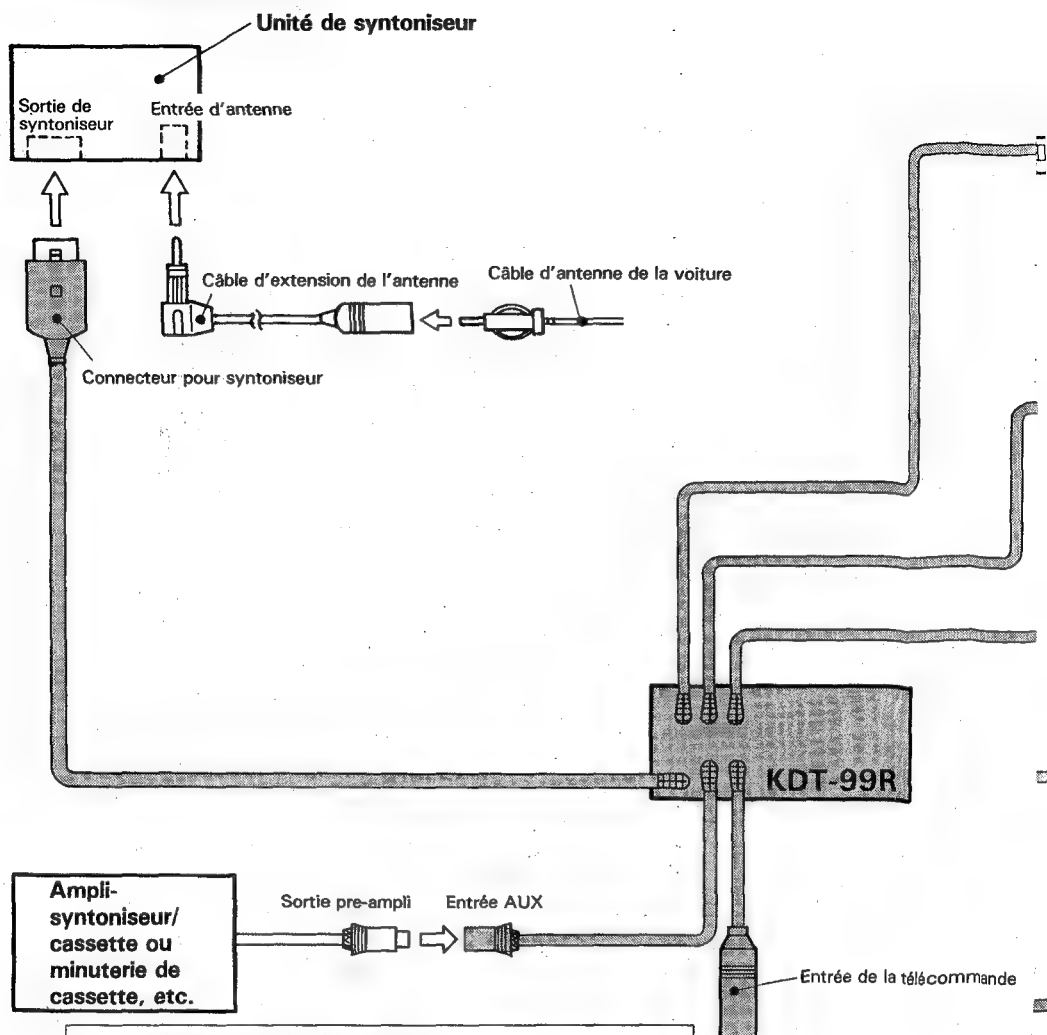 Unité de syntoniseur
Sortie de
syntoniseur
Entrée d'antenne
Câble d'extension de l'antenne
Câble d'antenne de la voiture
Connecteur pour syntoniseur
KDT-99R
Ampli-
syntoniseur/
cassette ou
minuterie de
cassette, etc.
Sortie pre-ampli
Entrée AUX
Entrée de la télécommande